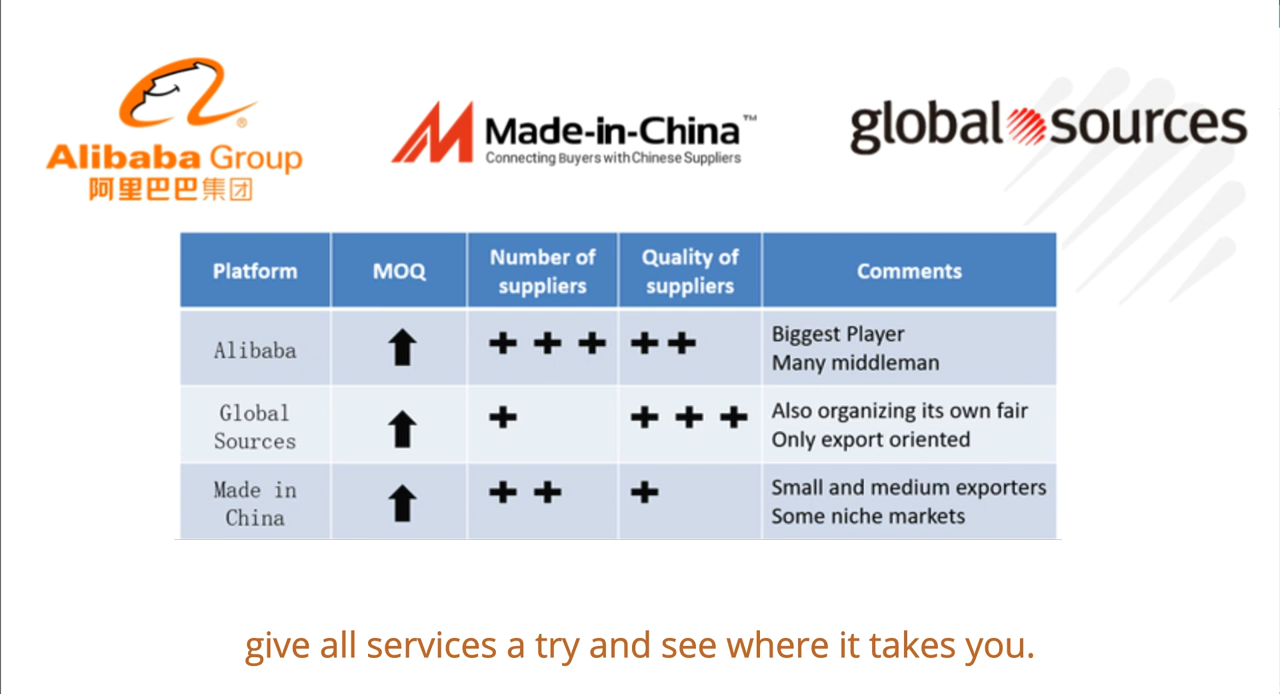 Alibaba Group
阿里巴巴集团
®
Made-in-China™
Connecting Buyers with Chinese Suppliers
global sources
Platform
MOQ
Number of
suppliers
Quality of
suppliers
Comments
Alibaba
+ + +
+ +
Biggest Player
Many middleman
Global
Sources
+
+ + +
Also organizing its own fair
Only export oriented
Made in
China
+ +
+
Small and medium exporters
Some niche markets
give all services a try and see where it takes you.